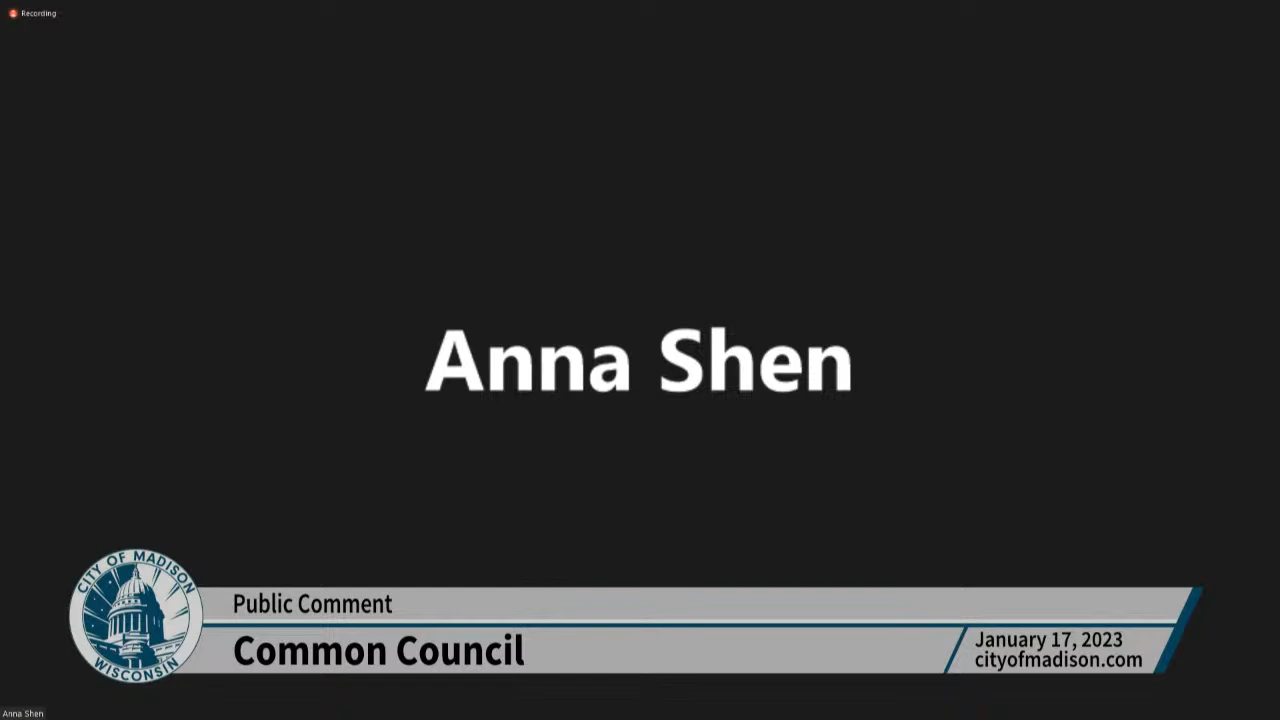 Recording
Anna Shen
CITY OF MADISON
WISCONSIN
Public Comment
Common Council
January 17, 2023
cityofmadison.com
Anna Shen